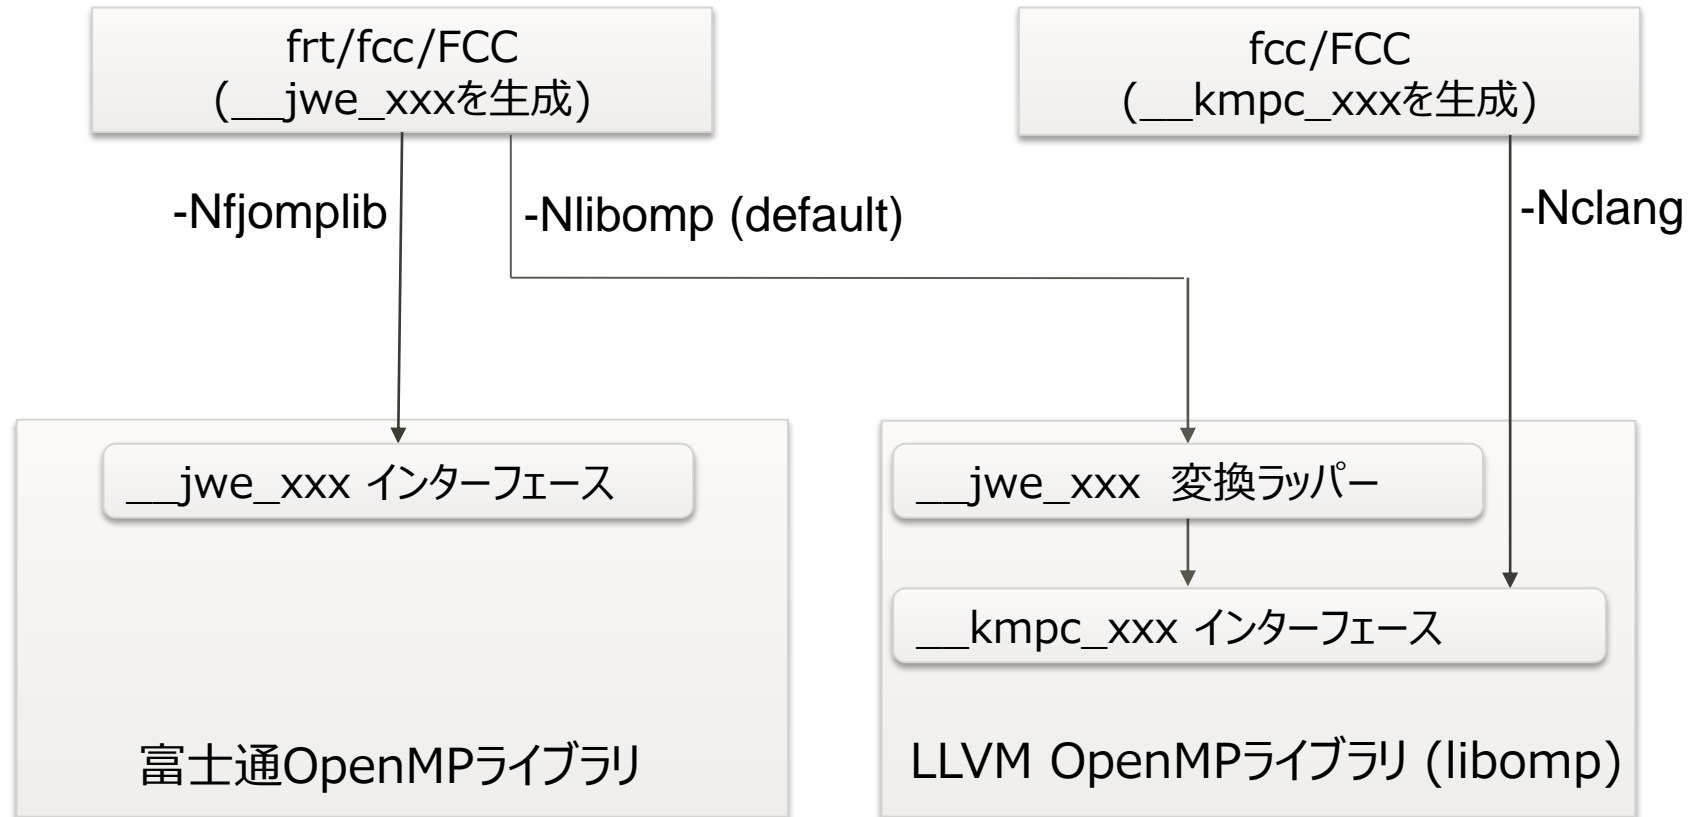 frt/fcc/FCC
(__jwe_xxxを生成)
fcc/FCC
(__kmpc_xxxを生成)
-Nfjomplib
-Nlibomp (default)
-Nclang
__jwe_xxx インターフェース
__jwe_xxx 変換ラッパー
__kmpc_xxx インターフェース
富士通OpenMPライブラリ
LLVM OpenMPライブラリ (libomp)